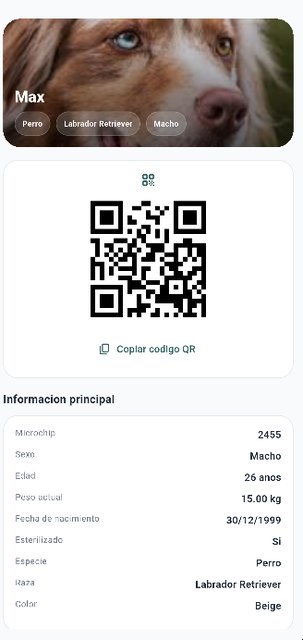 Max
Perro Labrador Retriever Macho
Copiar codigo QR
Informacion principal
Microchip 2455
Sexo Macho
Edad 26 anos
Peso actual 15.00 kg
Fecha de nacimiento 30/12/1999
Esterilizado Si
Especie Perro
Raza Labrador Retriever
Color Beige